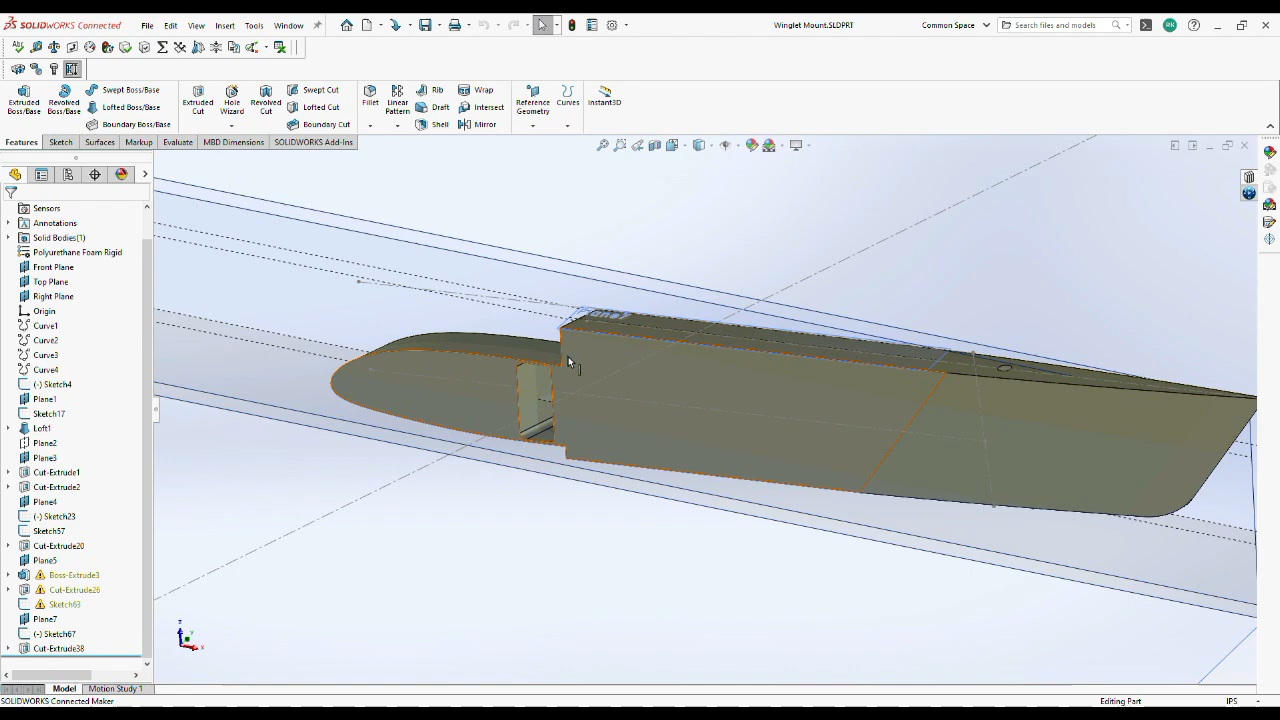 SOLIDWORKS Connected
File Edit View Insert Tools Window
Winglet Mount.SLDPRT
Common Space
Search files and models
RK
Extruded Boss/Base
Revolved Boss/Base
Swept Boss/Base
Lofted Boss/Base
Boundary Boss/Base
Extruded Cut
Hole Wizard
Revolved Cut
Swept Cut
Lofted Cut
Boundary Cut
Fillet
Linear Pattern
Rib
Draft
Shell
Wrap
Intersect
Mirror
Reference Geometry
Curves
Instant3D
Features Sketch Surfaces Markup Evaluate MBD Dimensions SOLIDWORKS Add-Ins
Sensors
Annotations
Solid Bodies(1)
Polyurethane Foam Rigid
Front Plane
Top Plane
Right Plane
Origin
Curve1
Curve2
Curve3
Curve4
(-) Sketch4
Plane1
Sketch17
Loft1
Plane2
Plane3
Cut-Extrude1
Cut-Extrude2
Plane4
(-) Sketch23
Sketch57
Cut-Extrude20
Plane5
Boss-Extrude3
Cut-Extrude26
Sketch63
Plane7
(-) Sketch67
Cut-Extrude38
z
y
x
Model Motion Study 1
SOLIDWORKS Connected Maker
Editing Part
IPS